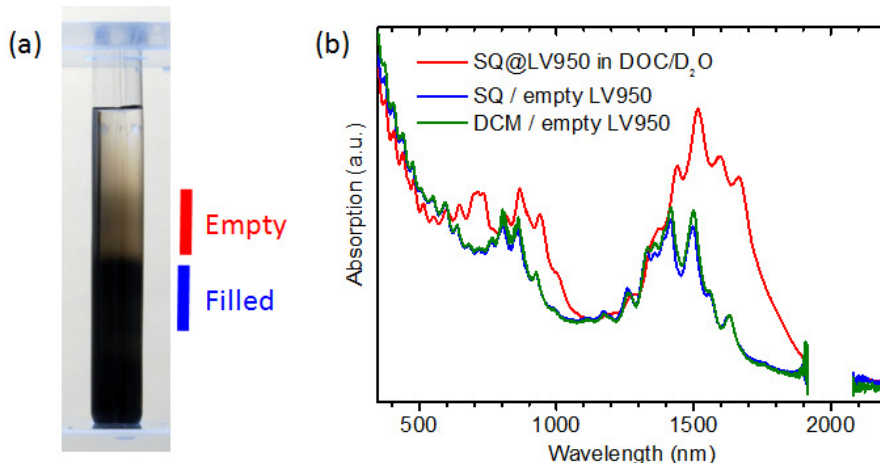 (a)
Empty
Filled
(b)
SQ@LV950 in DOC/D₂O
SQ / empty LV950
DCM / empty LV950
Absorption (a.u.)
500 1000 1500 2000
Wavelength (nm)